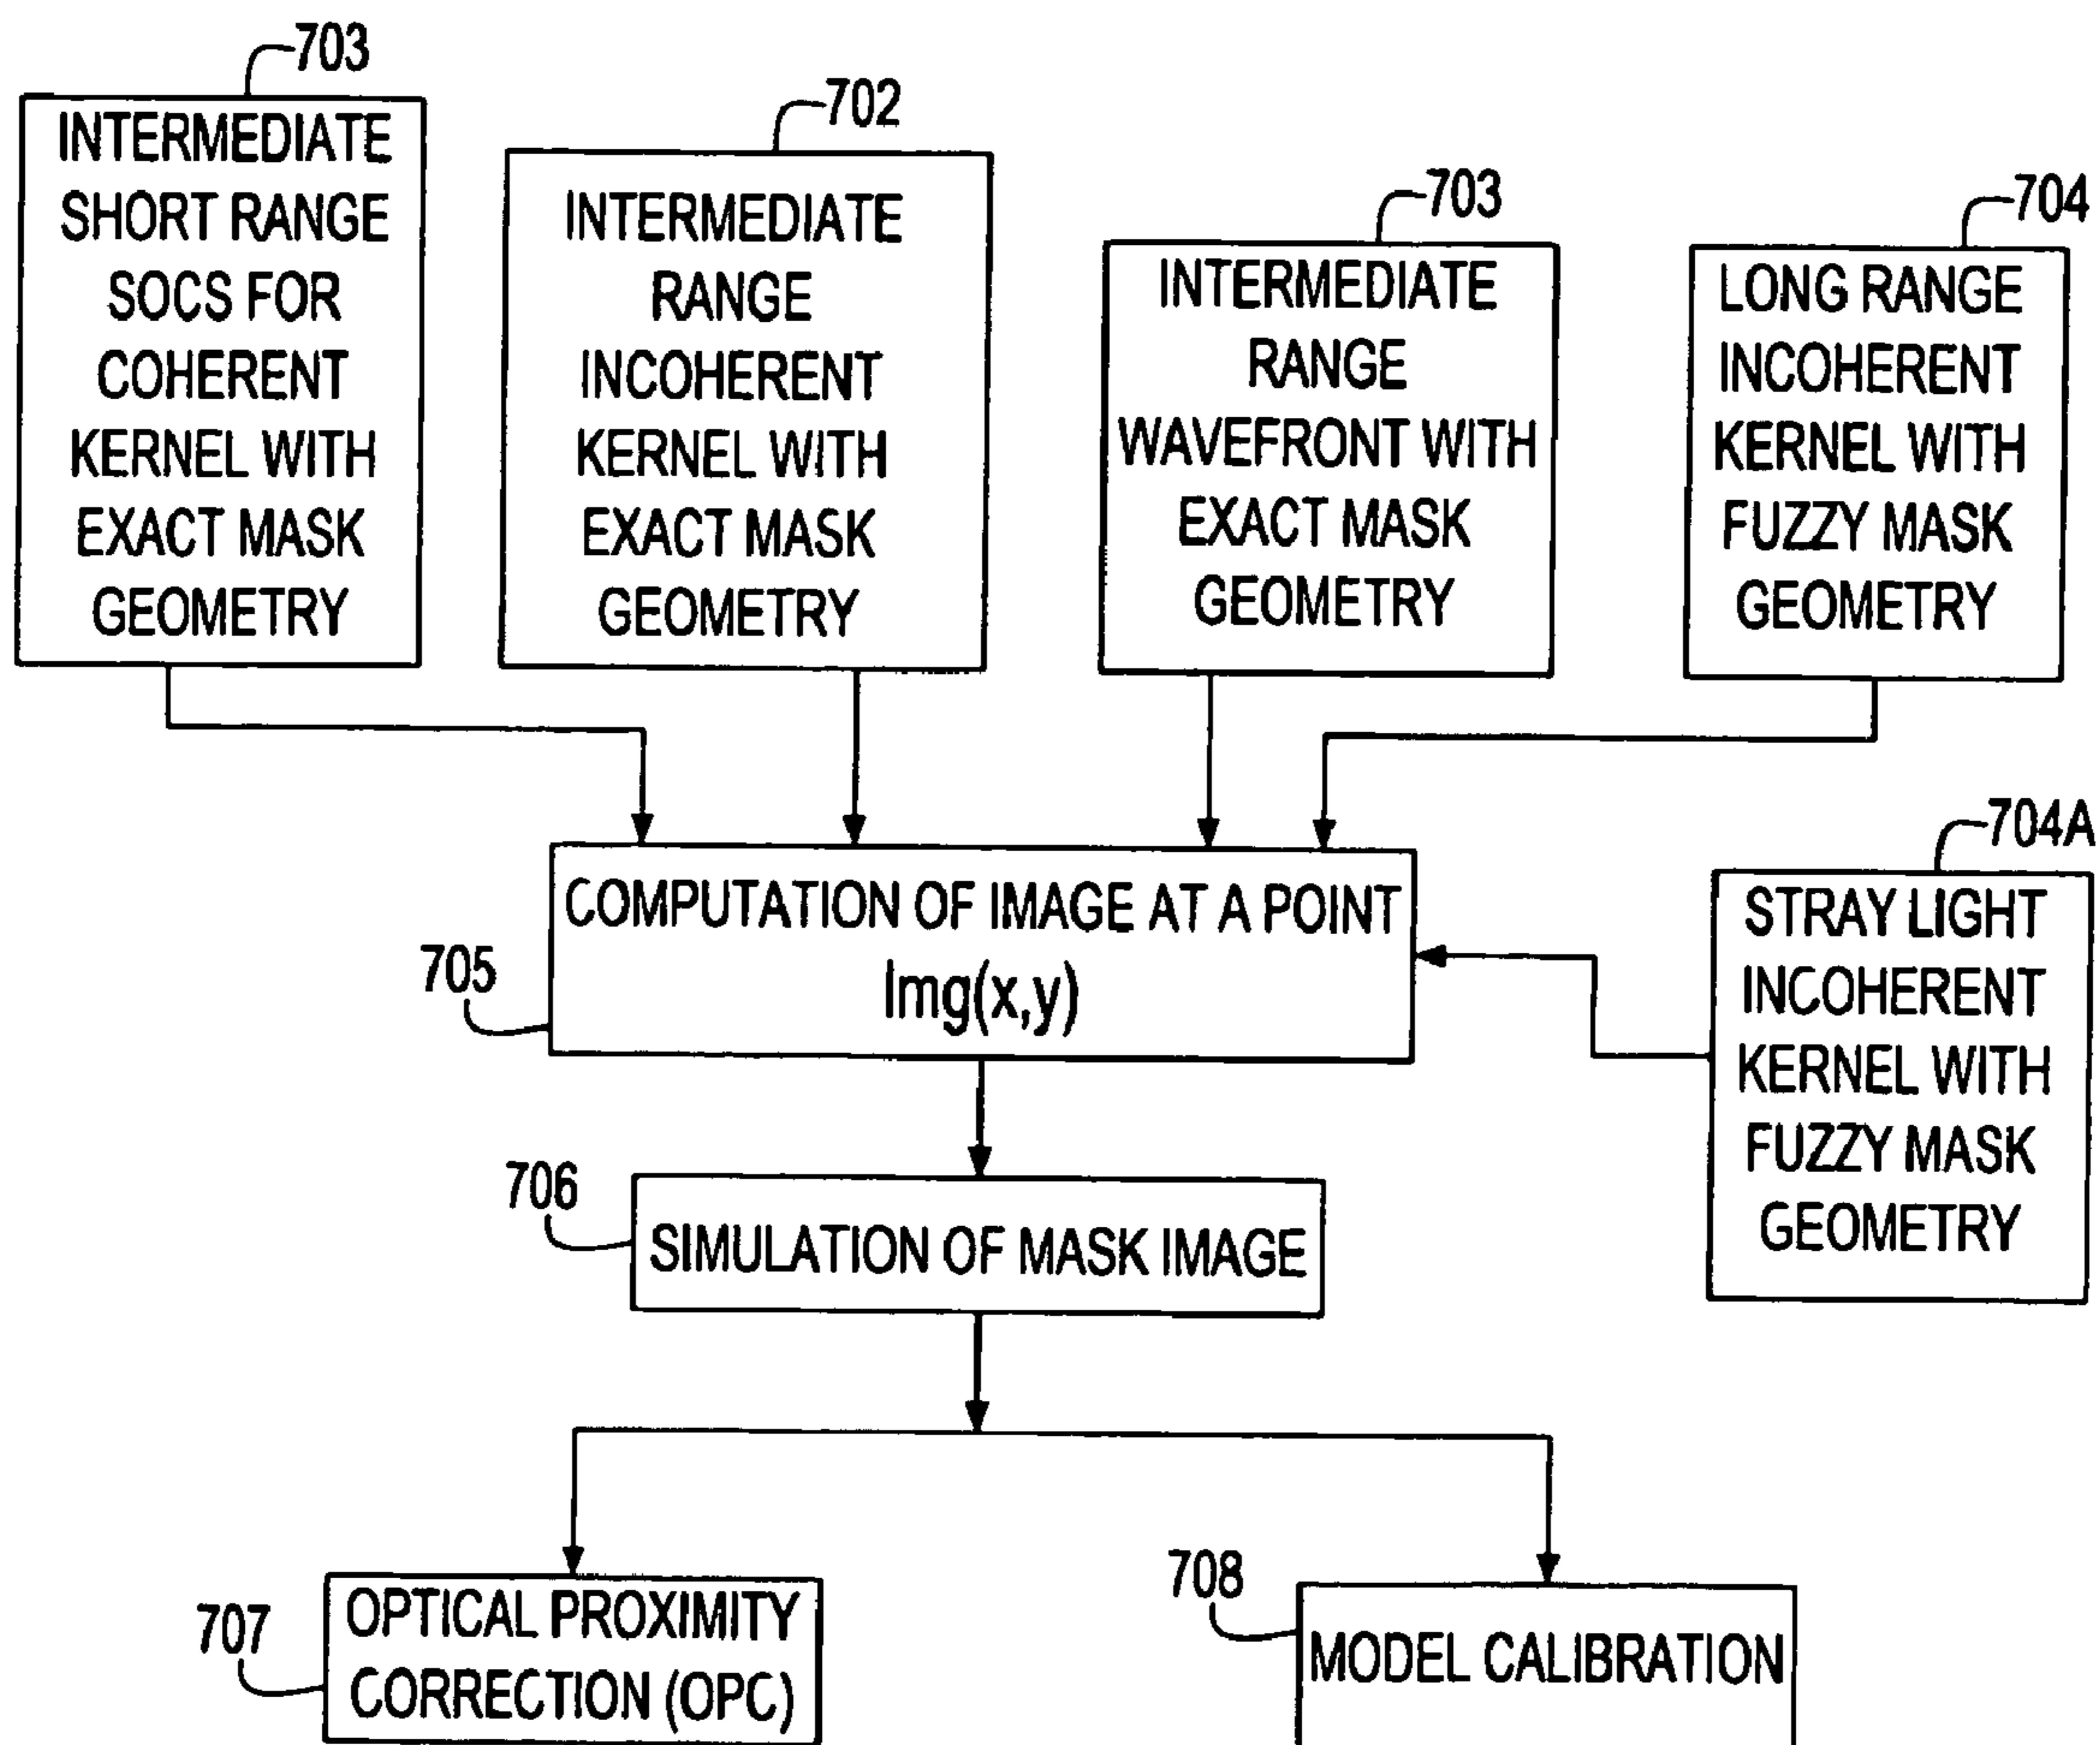 703
INTERMEDIATE
SHORT RANGE
SOCS FOR
COHERENT
KERNEL WITH
EXACT MASK
GEOMETRY
702
INTERMEDIATE
RANGE
INCOHERENT
KERNEL WITH
EXACT MASK
GEOMETRY
703
INTERMEDIATE
RANGE
WAVEFRONT WITH
EXACT MASK
GEOMETRY
704
LONG RANGE
INCOHERENT
KERNEL WITH
FUZZY MASK
GEOMETRY
705
COMPUTATION OF IMAGE AT A POINT
Img(x,y)
704A
STRAY LIGHT
INCOHERENT
KERNEL WITH
FUZZY MASK
GEOMETRY
706
SIMULATION OF MASK IMAGE
707
OPTICAL PROXIMITY
CORRECTION (OPC)
708
MODEL CALIBRATION